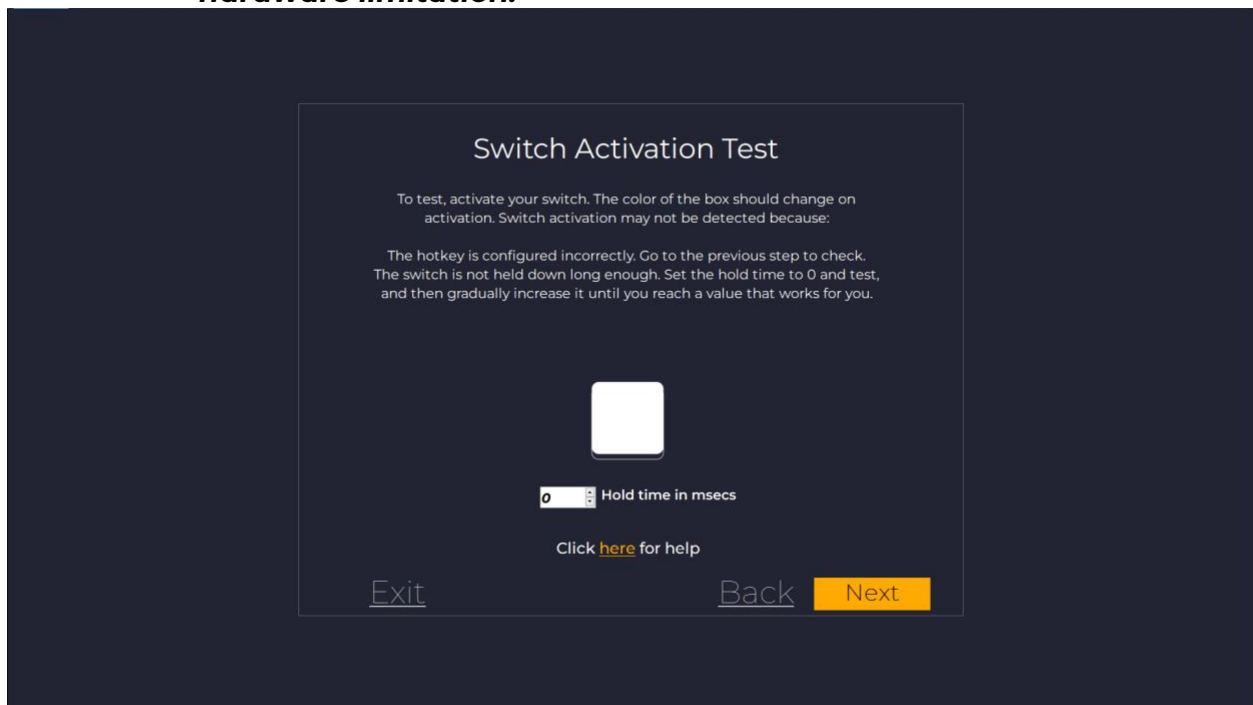 hardware limitation.
Switch Activation Test
To test, activate your switch. The color of the box should change on
activation. Switch activation may not be detected because:
The hotkey is configured incorrectly. Go to the previous step to check.
The switch is not held down long enough. Set the hold time to 0 and test,
and then gradually increase it until you reach a value that works for you.
0 Hold time in msecs
Click here for help
Exit Back Next